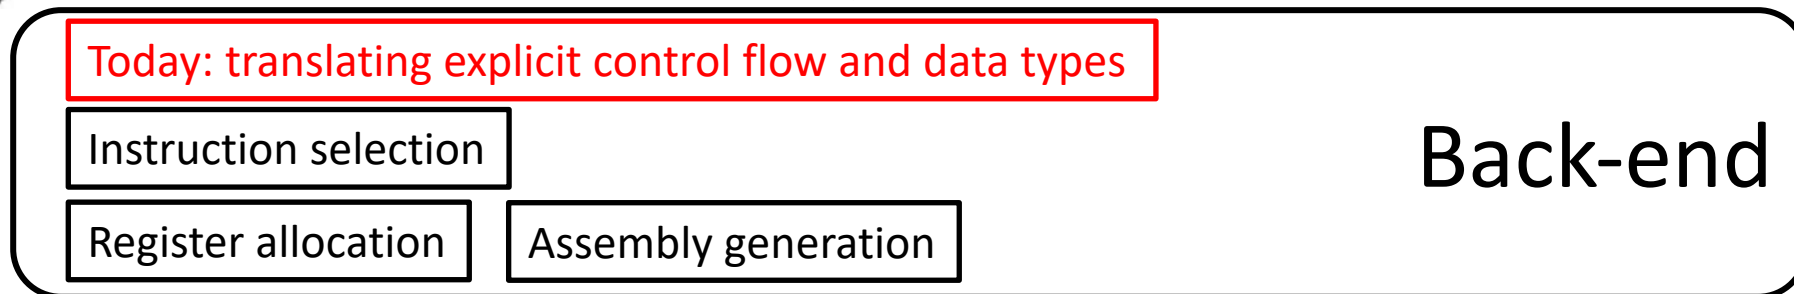 Today: translating explicit control flow and data types
Instruction selection
Back-end
Register allocation
Assembly generation